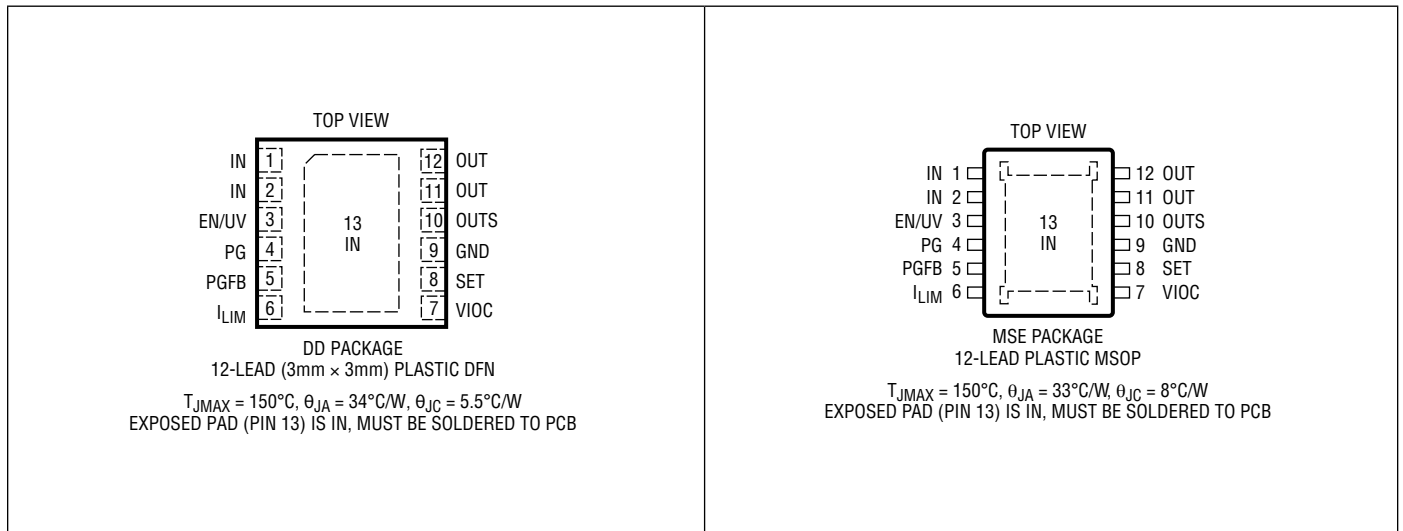 TOP VIEW
IN 1
IN 2
EN/UV 3
PG 4
PGFB 5
ILIM 6
13
IN
12 OUT
11 OUT
10 OUTS
9 GND
8 SET
7 VIOC
DD PACKAGE
12-LEAD (3mm × 3mm) PLASTIC DFN
TJMAX = 150°C, θJA = 34°C/W, θJC = 5.5°C/W
EXPOSED PAD (PIN 13) IS IN, MUST BE SOLDERED TO PCB
TOP VIEW
IN 1
IN 2
EN/UV 3
PG 4
PGFB 5
ILIM 6
13
IN
12 OUT
11 OUT
10 OUTS
9 GND
8 SET
7 VIOC
MSE PACKAGE
12-LEAD PLASTIC MSOP
TJMAX = 150°C, θJA = 33°C/W, θJC = 8°C/W
EXPOSED PAD (PIN 13) IS IN, MUST BE SOLDERED TO PCB